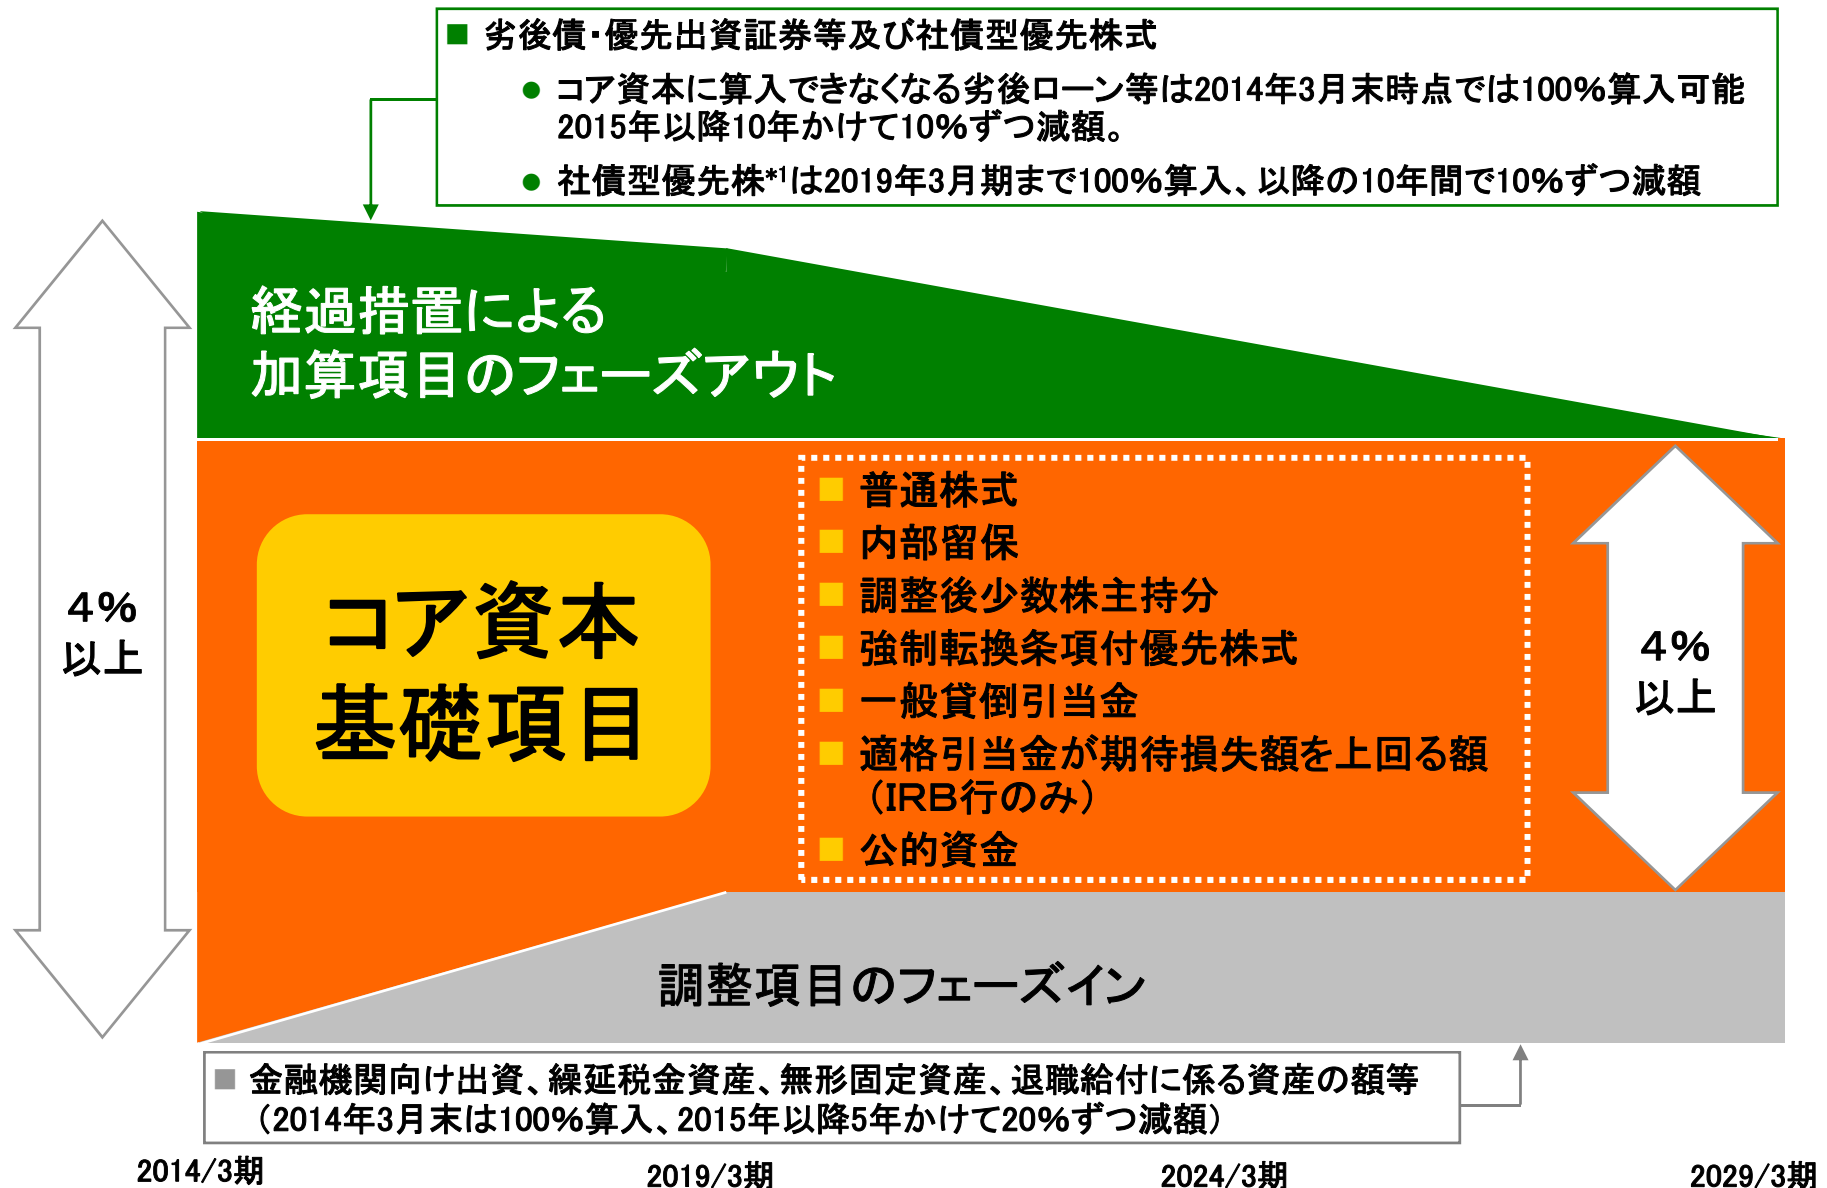 ■ 劣後債・優先出資証券等及び社債型優先株式
● コア資本に算入できなくなる劣後ローン等は2014年3月末時点では100%算入可能
2015年以降10年かけて10%ずつ減額。
● 社債型優先株*1は2019年3月期まで100%算入、以降の10年間で10%ずつ減額
経過措置による
加算項目のフェーズアウト
4%
以上
コア資本
基礎項目
■ 普通株式
■ 内部留保
■ 調整後少数株主持分
■ 強制転換条項付優先株式
■ 一般貸倒引当金
■ 適格引当金が期待損失額を上回る額
（IRB行のみ）
■ 公的資金
4%
以上
調整項目のフェーズイン
■ 金融機関向け出資、繰延税金資産、無形固定資産、退職給付に係る資産の額等
（2014年3月末は100%算入、2015年以降5年かけて20%ずつ減額）
2014/3期
2019/3期
2024/3期
2029/3期